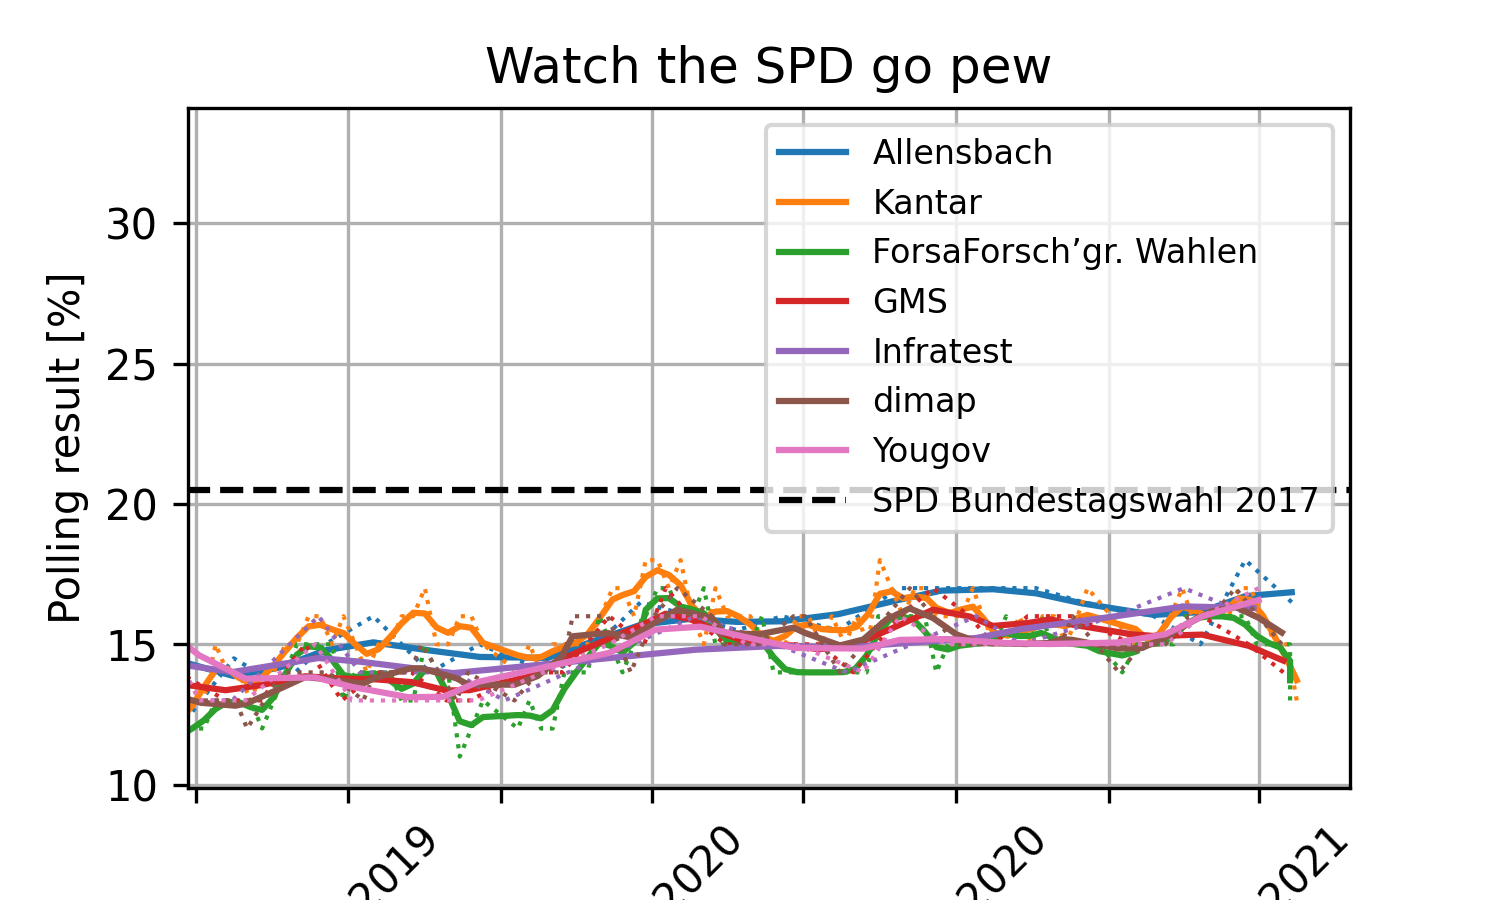 Watch the SPD go pew
Polling result [%]
30
25
20
15
10
Allensbach
Kantar
ForsaForsch’gr. Wahlen
GMS
Infratest
dimap
Yougov
SPD Bundestagswahl 2017
2019
2020
2020
2021